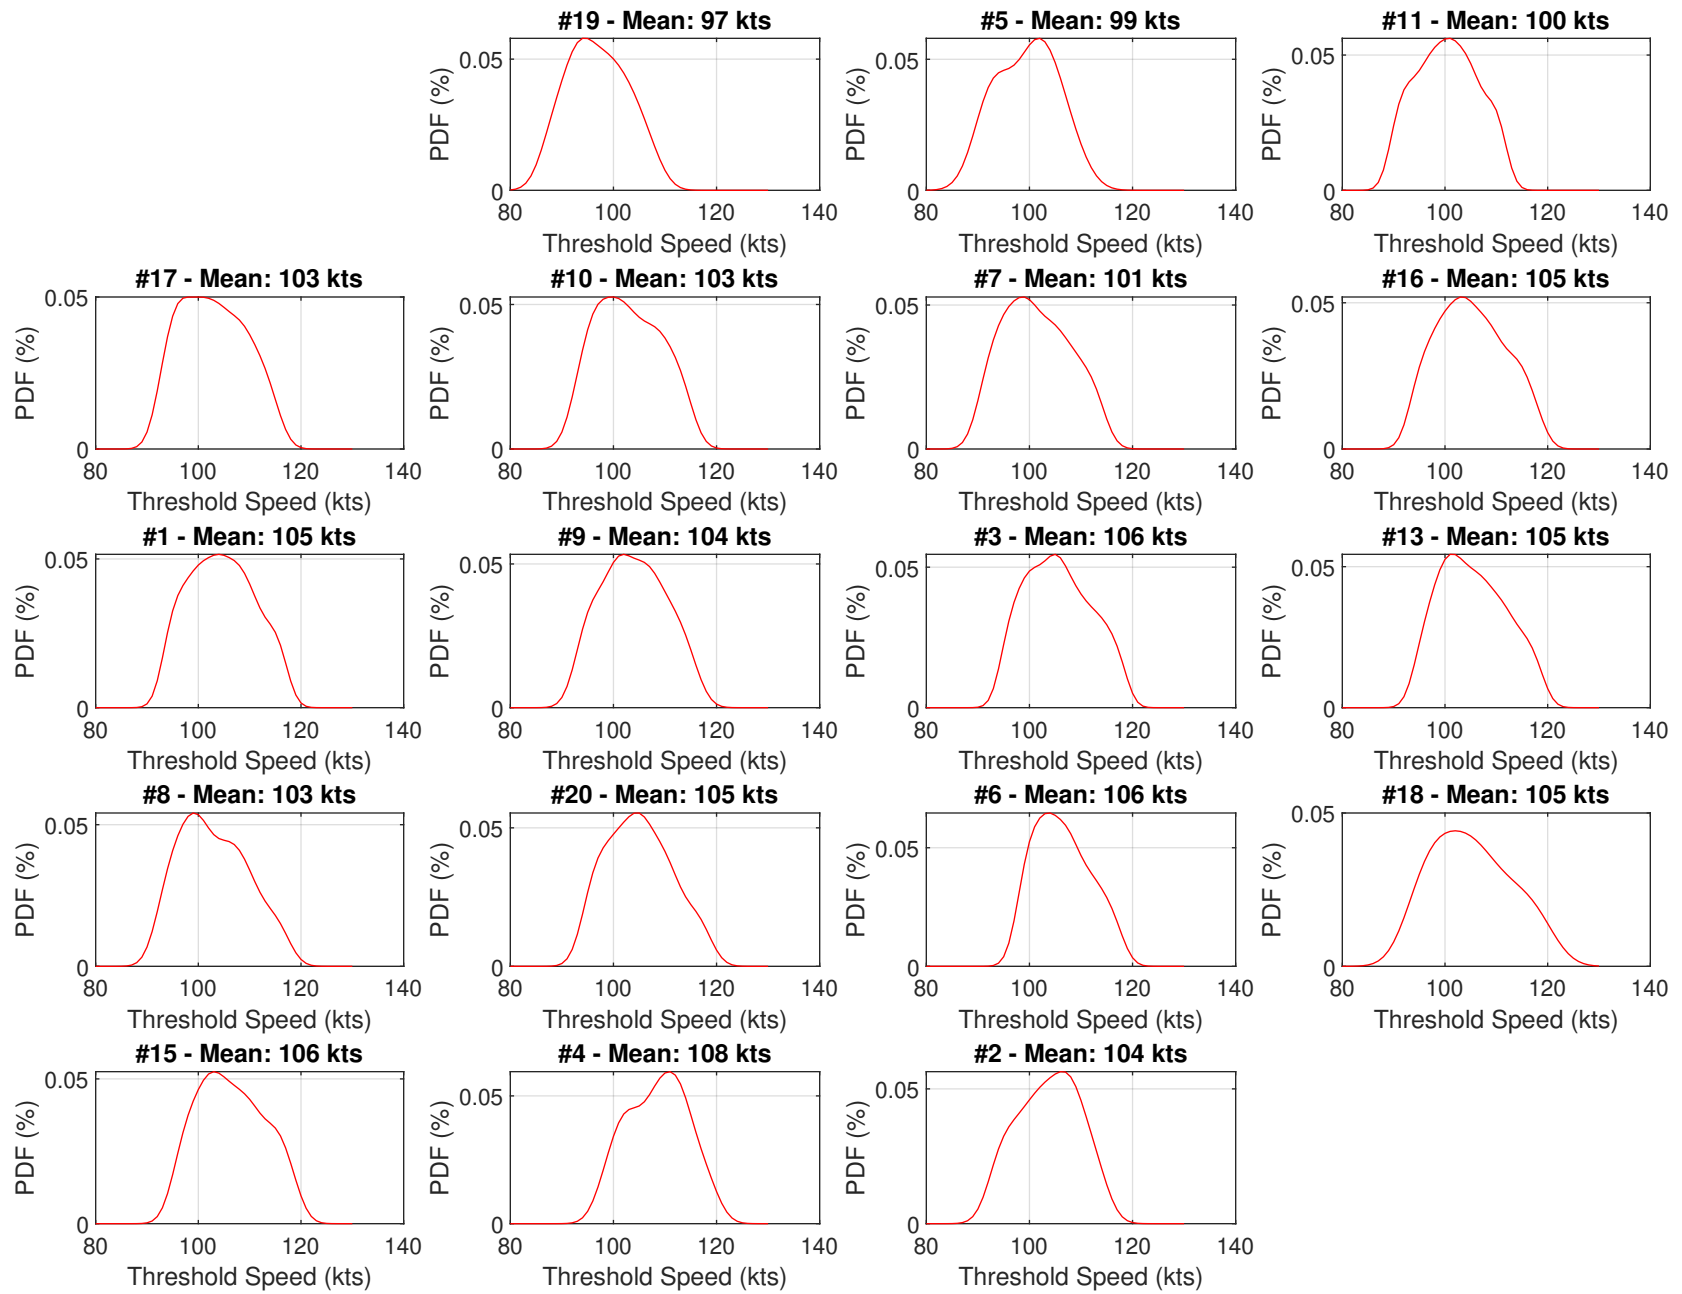 #19 - Mean: 97 kts
PDF (%)
0.05
0
80 100 120 140
Threshold Speed (kts)
#5 - Mean: 99 kts
PDF (%)
0.05
0
80 100 120 140
Threshold Speed (kts)
#11 - Mean: 100 kts
PDF (%)
0.05
0
80 100 120 140
Threshold Speed (kts)
#17 - Mean: 103 kts
PDF (%)
0.05
0
80 100 120 140
Threshold Speed (kts)
#10 - Mean: 103 kts
PDF (%)
0.05
0
80 100 120 140
Threshold Speed (kts)
#7 - Mean: 101 kts
PDF (%)
0.05
0
80 100 120 140
Threshold Speed (kts)
#16 - Mean: 105 kts
PDF (%)
0.05
0
80 100 120 140
Threshold Speed (kts)
#1 - Mean: 105 kts
PDF (%)
0.05
0
80 100 120 140
Threshold Speed (kts)
#9 - Mean: 104 kts
PDF (%)
0.05
0
80 100 120 140
Threshold Speed (kts)
#3 - Mean: 106 kts
PDF (%)
0.05
0
80 100 120 140
Threshold Speed (kts)
#13 - Mean: 105 kts
PDF (%)
0.05
0
80 100 120 140
Threshold Speed (kts)
#8 - Mean: 103 kts
PDF (%)
0.05
0
80 100 120 140
Threshold Speed (kts)
#20 - Mean: 105 kts
PDF (%)
0.05
0
80 100 120 140
Threshold Speed (kts)
#6 - Mean: 106 kts
PDF (%)
0.05
0
80 100 120 140
Threshold Speed (kts)
#18 - Mean: 105 kts
PDF (%)
0.05
0
80 100 120 140
Threshold Speed (kts)
#15 - Mean: 106 kts
PDF (%)
0.05
0
80 100 120 140
Threshold Speed (kts)
#4 - Mean: 108 kts
PDF (%)
0.05
0
80 100 120 140
Threshold Speed (kts)
#2 - Mean: 104 kts
PDF (%)
0.05
0
80 100 120 140
Threshold Speed (kts)